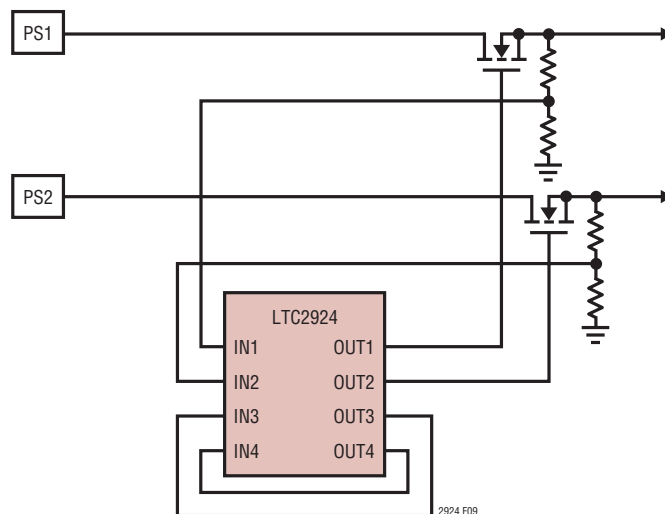 PS1
PS2
LTC2924
IN1 OUT1
IN2 OUT2
IN3 OUT3
IN4 OUT4
2924 F09